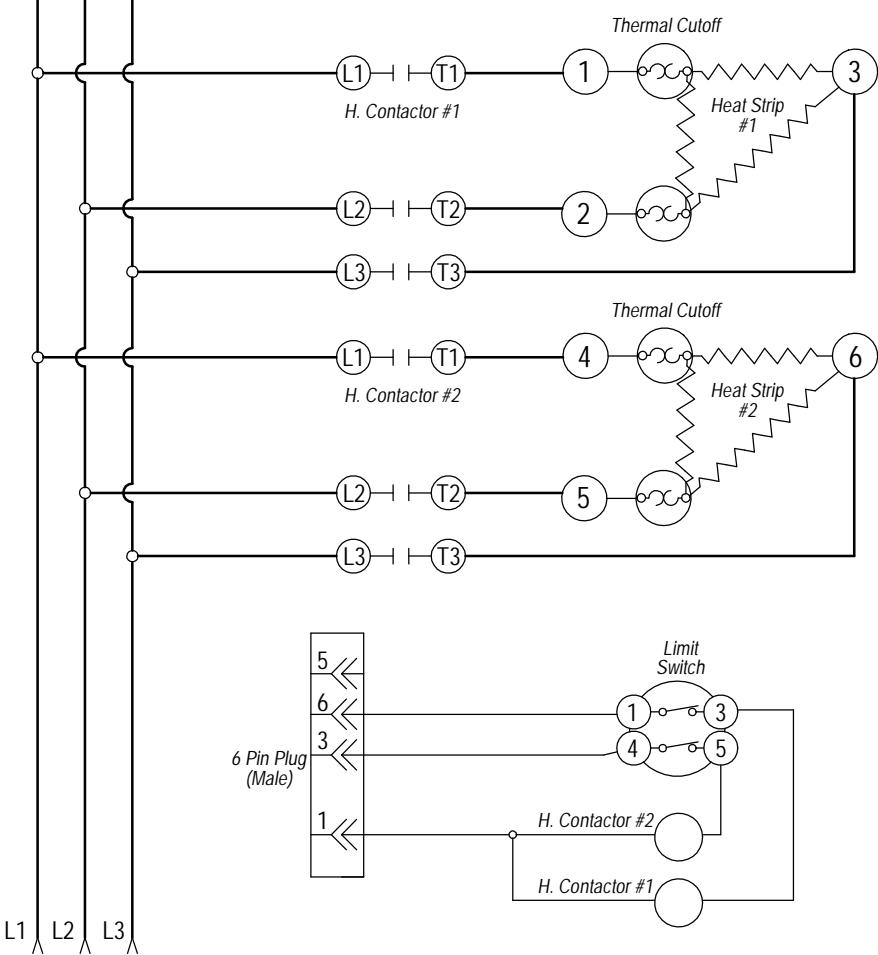 Thermal Cutoff
L1 T1 1 3
H. Contactor #1
Heat Strip
#1
L2 T2 2
L3 T3
Thermal Cutoff
L1 T1 4 6
H. Contactor #2
Heat Strip
#2
L2 T2 5
L3 T3
Limit
Switch
5
6
1 3
3
4 5
6 Pin Plug
(Male)
1
H. Contactor #2
H. Contactor #1
L1 L2 L3